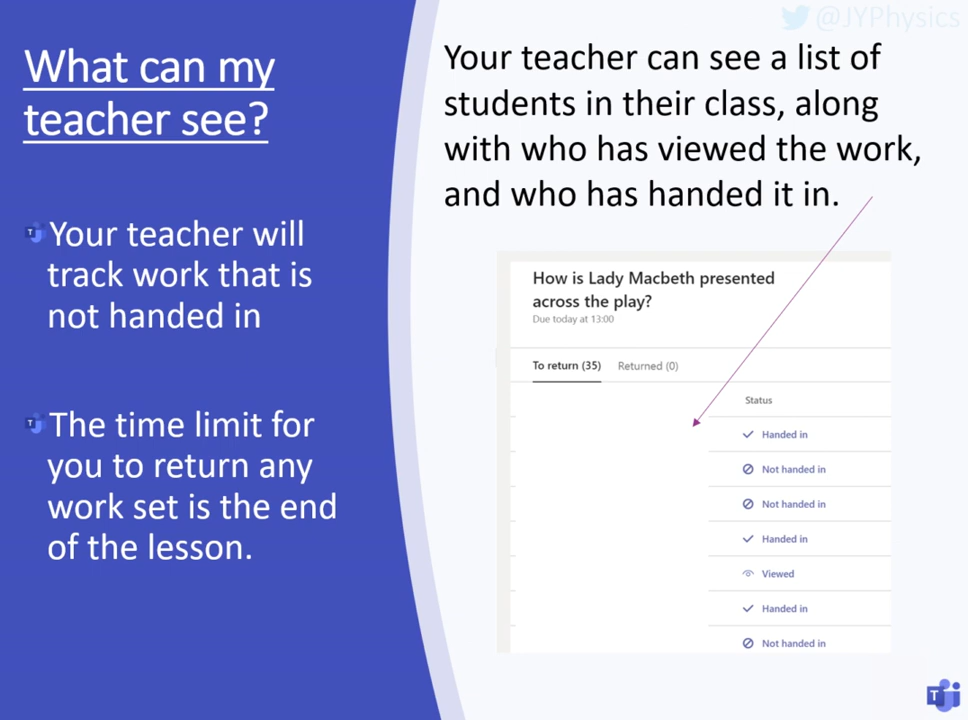 @JYPhysics
What can my
teacher see?
Your teacher will
track work that is
not handed in
The time limit for
you to return any
work set is the end
of the lesson.
Your teacher can see a list of
students in their class, along
with who has viewed the work,
and who has handed it in.
How is Lady Macbeth presented
across the play?
Due today at 13:00
To return (35) Returned (0)
Status
Handed in
Not handed in
Not handed in
Handed in
Viewed
Handed in
Not handed in